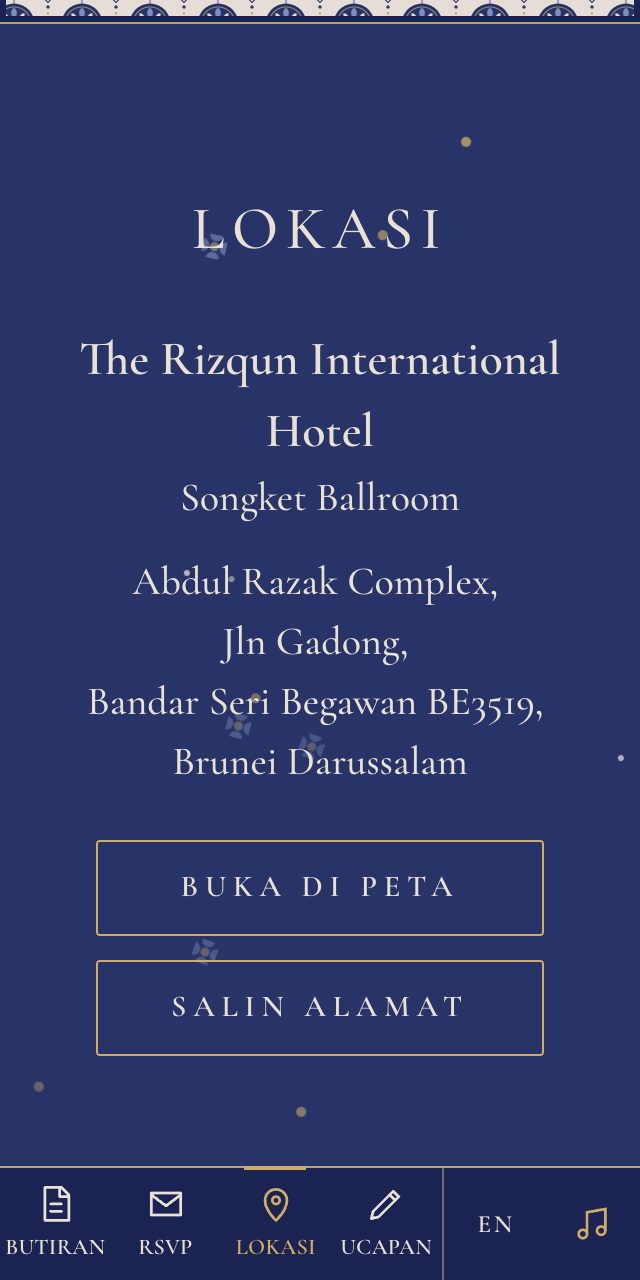 LOKASI
The Rizqun International
Hotel
Songket Ballroom
Abdul Razak Complex,
Jln Gadong,
Bandar Seri Begawan BE3519,
Brunei Darussalam
BUKA DI PETA
SALIN ALAMAT
BUTIRAN
RSVP
LOKASI
UCAPAN
EN